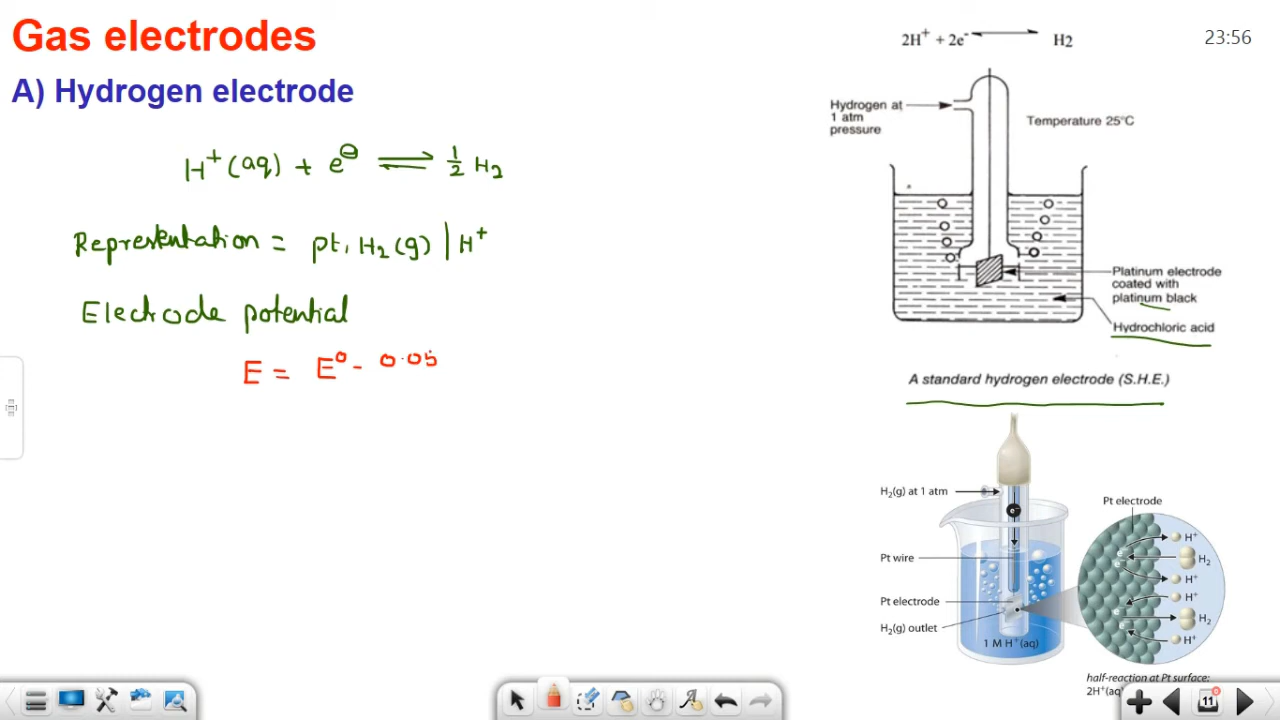 Gas electrodes
A) Hydrogen electrode
H⁺(aq) + e⊖ ⇌ ½ H₂
Representation = pt, H₂(g) | H⁺
Electrode potential
E = E⁰ - 0.05
2H⁺ + 2e⁻ ⇌ H2
23:56
Hydrogen at
1 atm
pressure
Temperature 25°C
Platinum electrode
coated with
platinum black
Hydrochloric acid
A standard hydrogen electrode (S.H.E.)
H₂(g) at 1 atm
e⁻
Pt wire
Pt electrode
H₂(g) outlet
1 M H⁺(aq)
Pt electrode
H⁺
e⁻
H₂
e⁻
H⁺
H⁺
e⁻
H₂
e⁻
H⁺
half-reaction at Pt surface:
2H⁺(aq)
11